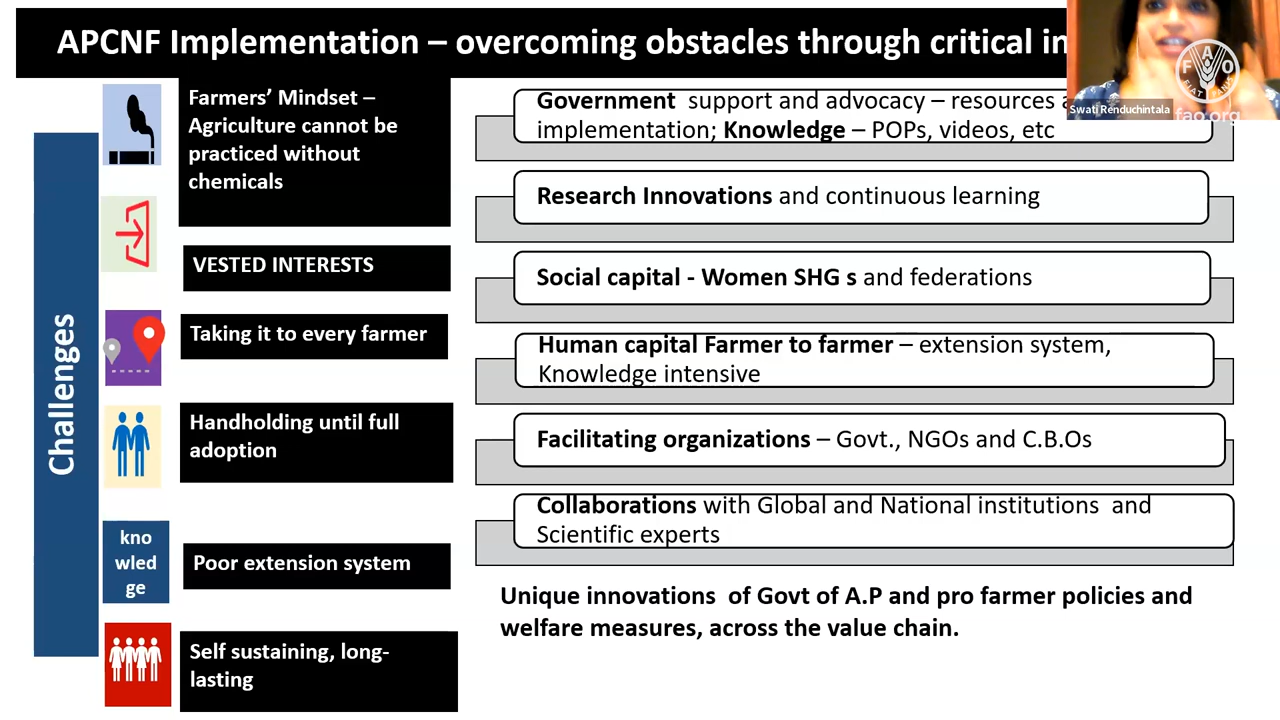 APCNF Implementation – overcoming obstacles through critical
Swati Renduchintala
FAO
FIAT PANIS
fao.org
Challenges
Farmers' Mindset –
Agriculture cannot be
practiced without
chemicals
VESTED INTERESTS
Taking it to every farmer
Handholding until full
adoption
kno
wled
ge
Poor extension system
Self sustaining, long-
lasting
Government support and advocacy – resources
implementation; Knowledge – POPs, videos, etc
Research Innovations and continuous learning
Social capital - Women SHG s and federations
Human capital Farmer to farmer – extension system,
Knowledge intensive
Facilitating organizations – Govt., NGOs and C.B.Os
Collaborations with Global and National institutions and
Scientific experts
Unique innovations of Govt of A.P and pro farmer policies and
welfare measures, across the value chain.